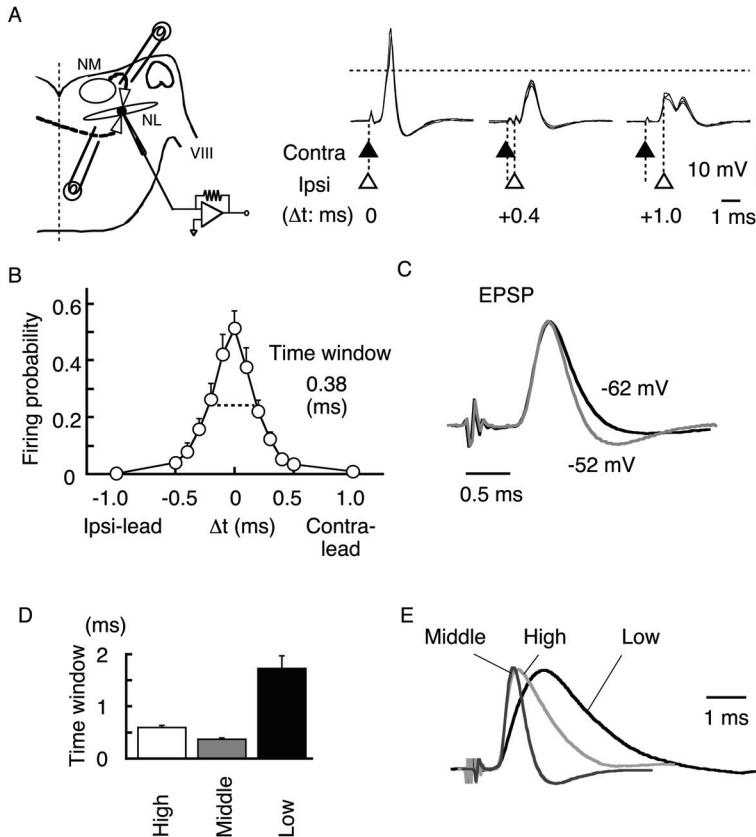 A
NM
NL
VIII
Contra
Ipsi
(Δt: ms) 0 +0.4 +1.0
10 mV
1 ms
B
Firing probability
0.6
0.4
0.2
0
Time window
0.38
(ms)
-1.0 -0.5 0 0.5 1.0
Ipsi-lead Δt (ms) Contra-
lead
C
EPSP
-62 mV
-52 mV
0.5 ms
D
(ms)
Time window
2
1
0
High
Middle
Low
E
Middle High Low
1 ms